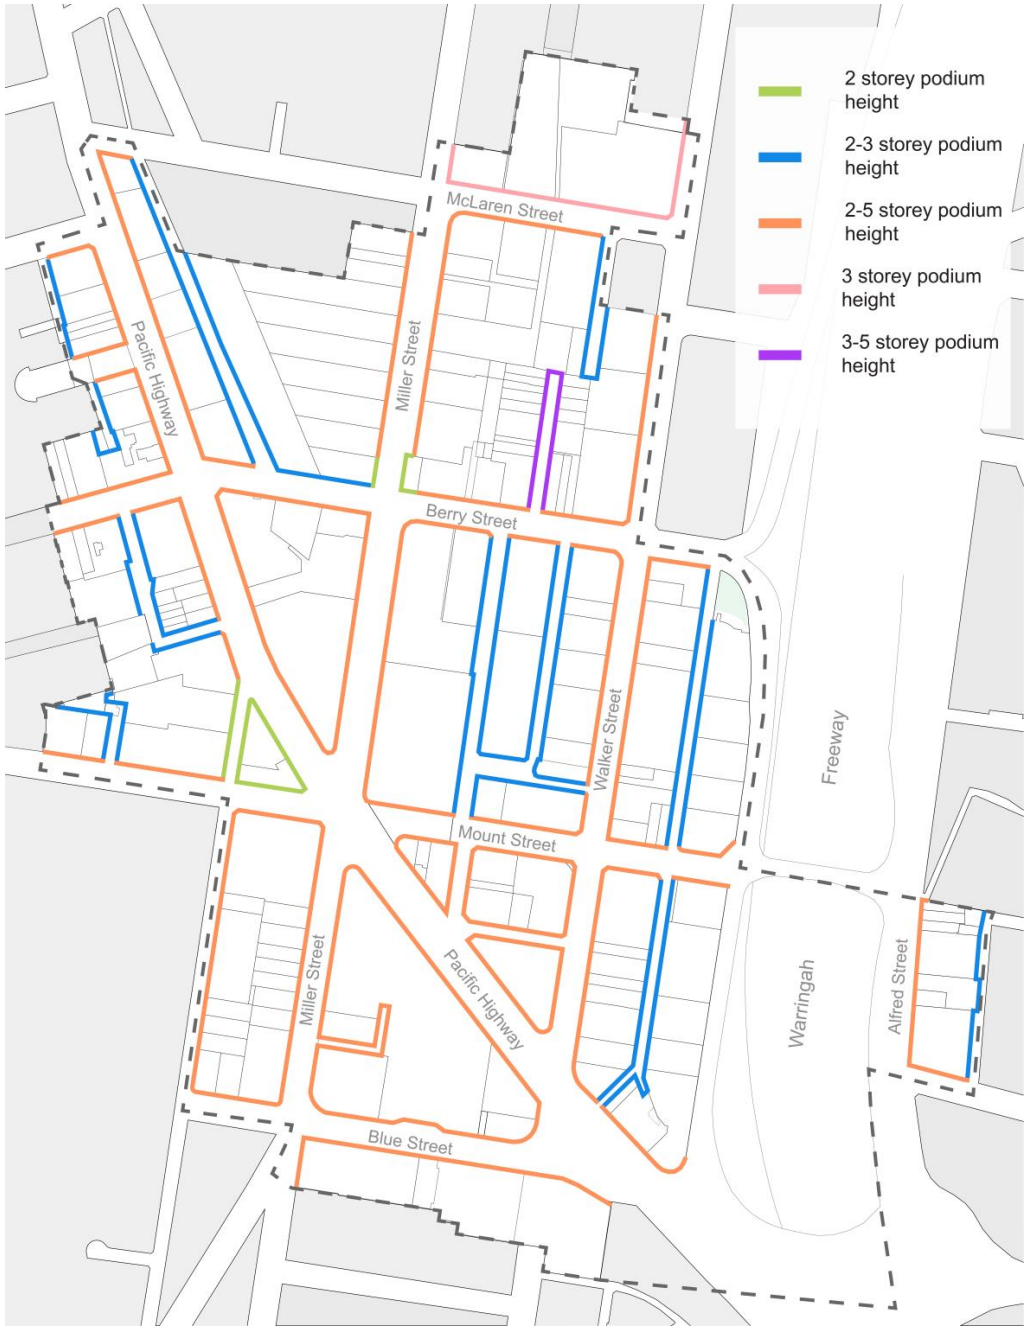 2 storey podium
height
2-3 storey podium
height
2-5 storey podium
height
3 storey podium
height
3-5 storey podium
height
McLaren Street
Pacific Highway
Miller Street
Berry Street
Walker Street
Freeway
Mount Street
Miller Street
Pacific Highway
Warringah
Alfred Street
Blue Street